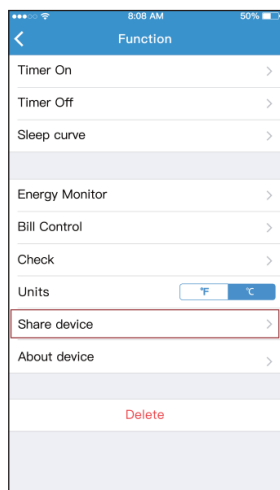 8:08 AM 50%
Function
Timer On
Timer Off
Sleep curve
Energy Monitor
Bill Control
Check
Units °F °C
Share device
About device
Delete